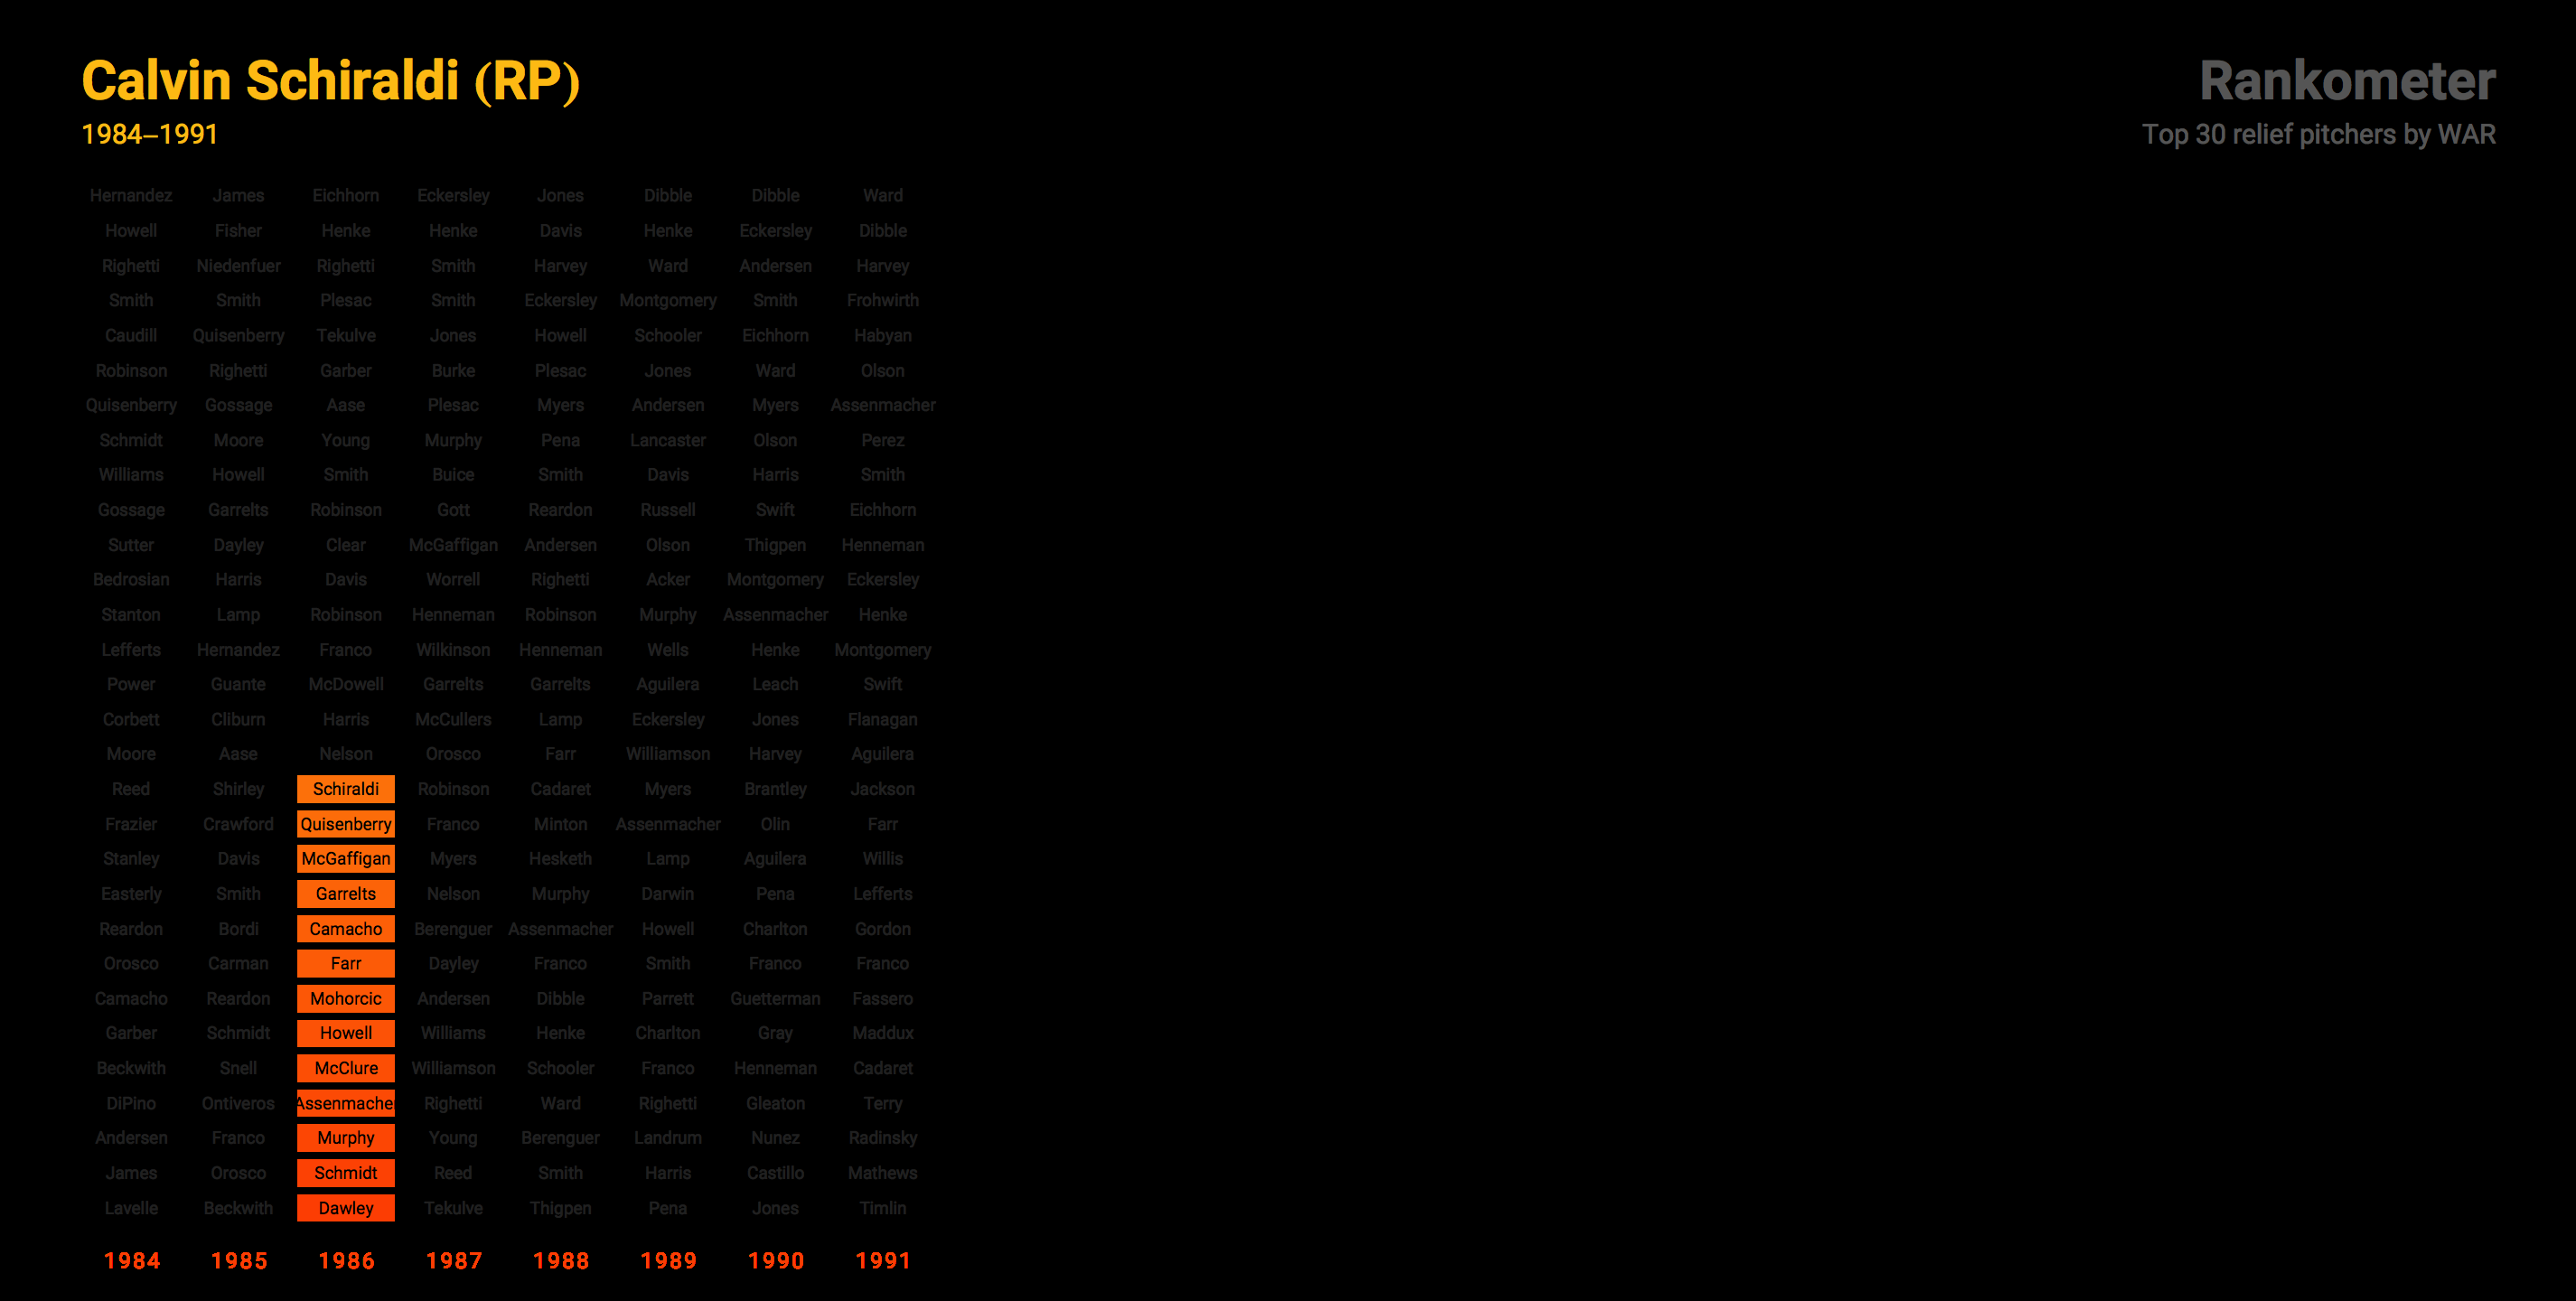 Calvin Schiraldi (RP)
1984–1991
Rankometer
Top 30 relief pitchers by WAR
Hernandez James Eichhorn Eckersley Jones Dibble Dibble Ward
Howell Fisher Henke Henke Davis Henke Eckersley Dibble
Righetti Niedenfuer Righetti Smith Harvey Ward Andersen Harvey
Smith Smith Plesac Smith Eckersley Montgomery Smith Frohwirth
Caudill Quisenberry Tekulve Jones Howell Schooler Eichhorn Habyan
Robinson Righetti Garber Burke Plesac Jones Ward Olson
Quisenberry Gossage Aase Plesac Myers Andersen Myers Assenmacher
Schmidt Moore Young Murphy Pena Lancaster Olson Perez
Williams Howell Smith Buice Smith Davis Harris Smith
Gossage Garrelts Robinson Gott Reardon Russell Swift Eichhorn
Sutter Dayley Clear McGaffigan Andersen Olson Thigpen Henneman
Bedrosian Harris Davis Worrell Righetti Acker Montgomery Eckersley
Stanton Lamp Robinson Henneman Robinson Murphy Assenmacher Henke
Lefferts Hernandez Franco Wilkinson Henneman Wells Henke Montgomery
Power Guante McDowell Garrelts Garrelts Aguilera Leach Swift
Corbett Cliburn Harris McCullers Lamp Eckersley Jones Flanagan
Moore Aase Nelson Orosco Farr Williamson Harvey Aguilera
Reed Shirley Schiraldi Robinson Cadaret Myers Brantley Jackson
Frazier Crawford Quisenberry Franco Minton Assenmacher Olin Farr
Stanley Davis McGaffigan Myers Hesketh Lamp Aguilera Willis
Easterly Smith Garrelts Nelson Murphy Darwin Pena Lefferts
Reardon Bordi Camacho Berenguer Assenmacher Howell Charlton Gordon
Orosco Carman Farr Dayley Franco Smith Franco Franco
Camacho Reardon Mohorcic Andersen Dibble Parrett Guetterman Fassero
Garber Schmidt Howell Williams Henke Charlton Gray Maddux
Beckwith Snell McClure Williamson Schooler Franco Henneman Cadaret
DiPino Ontiveros Assenmacher Righetti Ward Righetti Gleaton Terry
Andersen Franco Murphy Young Berenguer Landrum Nunez Radinsky
James Orosco Schmidt Reed Smith Harris Castillo Mathews
Lavelle Beckwith Dawley Tekulve Thigpen Pena Jones Timlin
1984 1985 1986 1987 1988 1989 1990 1991